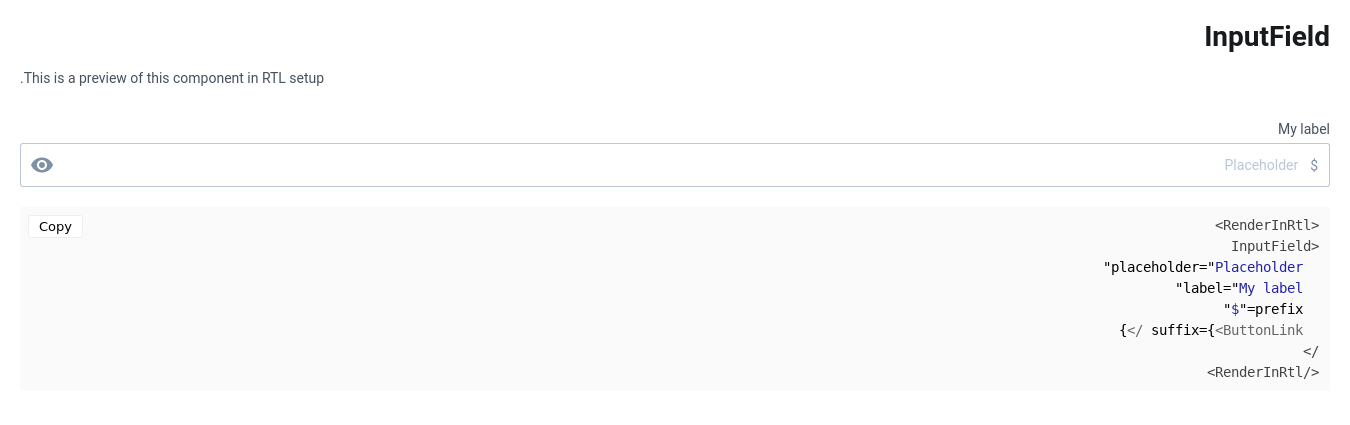 InputField
.This is a preview of this component in RTL setup
My label
$ Placeholder
Copy
<RenderInRtl>
InputField>
"placeholder="Placeholder
"label="My label
"$"=prefix
{</ suffix={<ButtonLink
</
<RenderInRtl/>